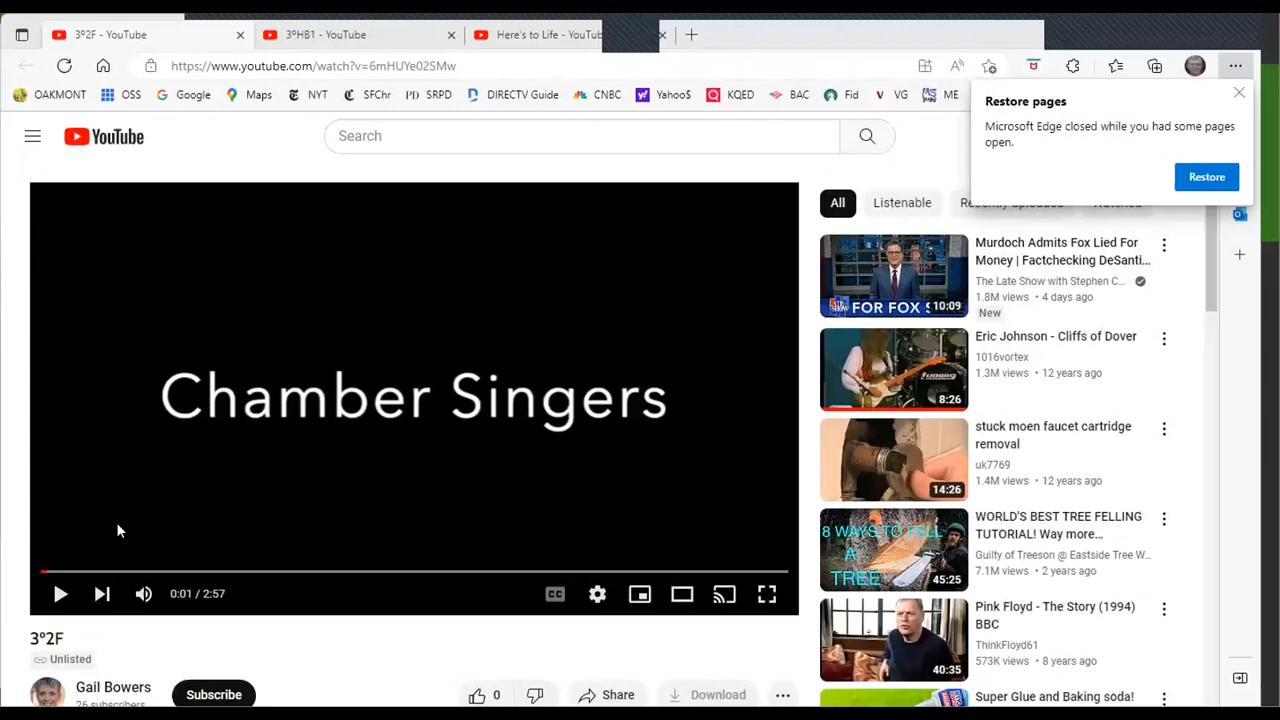 3º2F - YouTube
3ºHB1 - YouTube
Here's to Life - YouTub
https://www.youtube.com/watch?v=6mHUYe02SMw
OAKMONT OSS Google Maps NYT SFChr SRPD DIRECTV Guide CNBC Yahoo$ KQED BAC Fid VG ME
Restore pages
Microsoft Edge closed while you had some pages
open.
Restore
YouTube
Search
All
Listenable
Chamber Singers
0:01 / 2:57
3º2F
Unlisted
Gail Bowers
26 subscribers
Subscribe
0
Share
Download
FOR FOX
10:09
Murdoch Admits Fox Lied For
Money | Factchecking DeSanti...
The Late Show with Stephen C...
1.8M views • 4 days ago
New
8:26
Eric Johnson - Cliffs of Dover
1016vortex
1.3M views • 12 years ago
14:26
stuck moen faucet cartridge
removal
uk7769
1.4M views • 12 years ago
8 WAYS TO FELL
A
TREE
45:25
WORLD'S BEST TREE FELLING
TUTORIAL! Way more...
Guilty of Treeson @ Eastside Tree W...
7.1M views • 2 years ago
40:35
Pink Floyd - The Story (1994)
BBC
ThinkFloyd61
573K views • 8 years ago
Super Glue and Baking soda!